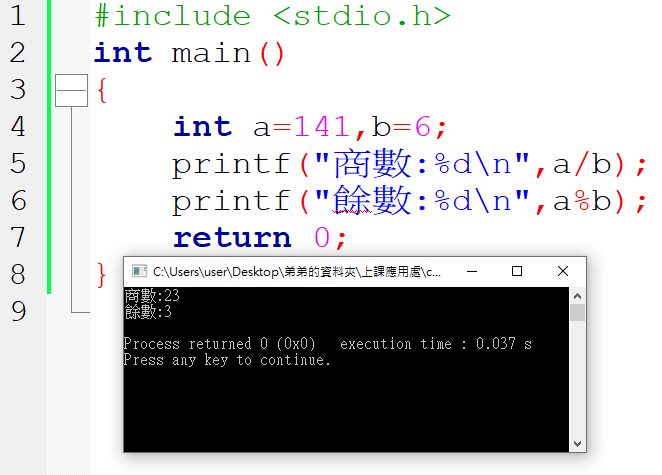 1 #include <stdio.h>
2 int main()
3 {
4 int a=141,b=6;
5 printf("商數:%d\n",a/b);
6 printf("餘數:%d\n",a%b);
7 return 0;
8 }
9
C:\Users\user\Desktop\弟弟的資料夾\上課應用處\c...
商數:23
餘數:3
Process returned 0 (0x0) execution time : 0.037 s
Press any key to continue.